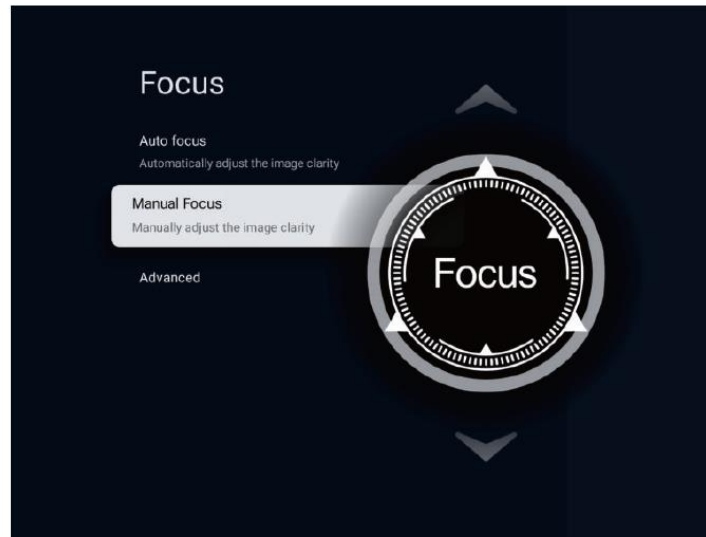 Focus
Auto focus
Automatically adjust the image clarity
Manual Focus
Manually adjust the image clarity
Advanced
Focus